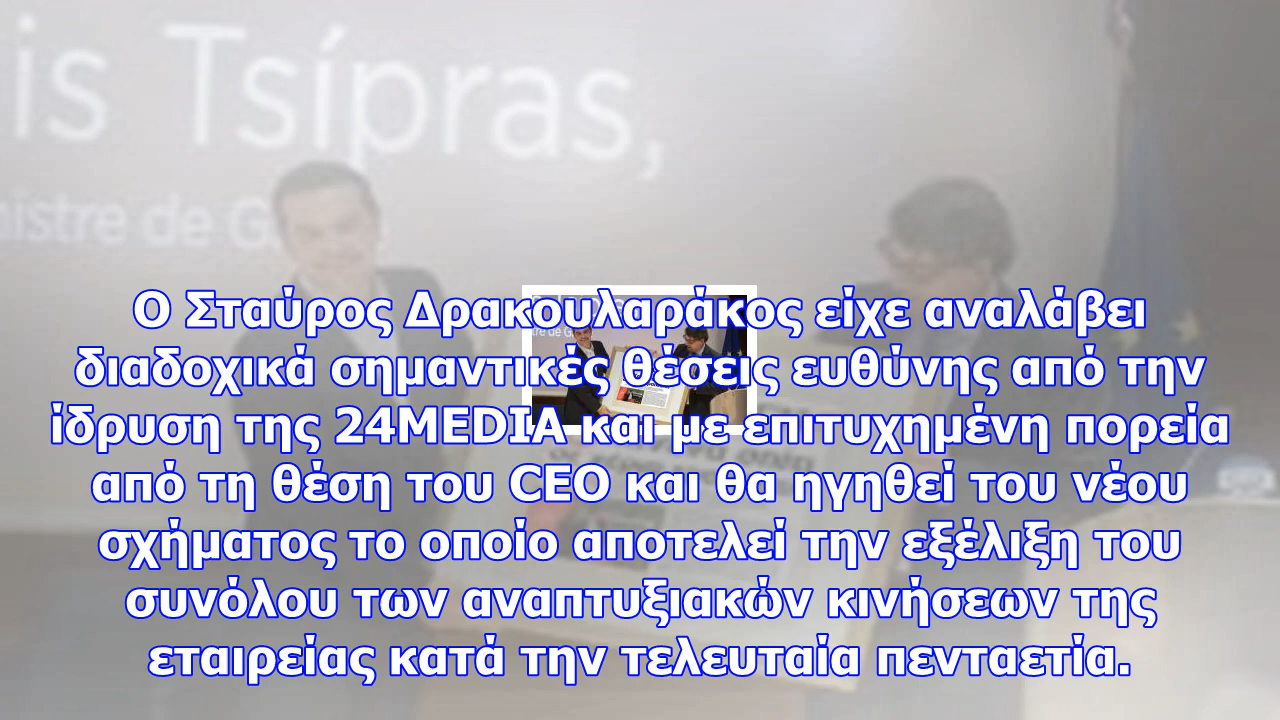 is Tsípras,
nistre de G
Ο Σταύρος Δρακουλαράκος είχε αναλάβει
διαδοχικά σημαντικές θέσεις ευθύνης από την
ίδρυση της 24MEDIA και με επιτυχημένη πορεία
από τη θέση του CEO και θα ηγηθεί του νέου
σχήματος το οποίο αποτελεί την εξέλιξη του
συνόλου των αναπτυξιακών κινήσεων της
εταιρείας κατά την τελευταία πενταετία.